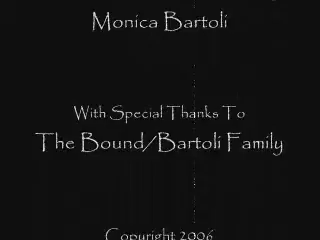 Monica Bartoli
With Special Thanks To
The Bound/Bartoli Family
Copyright 2006